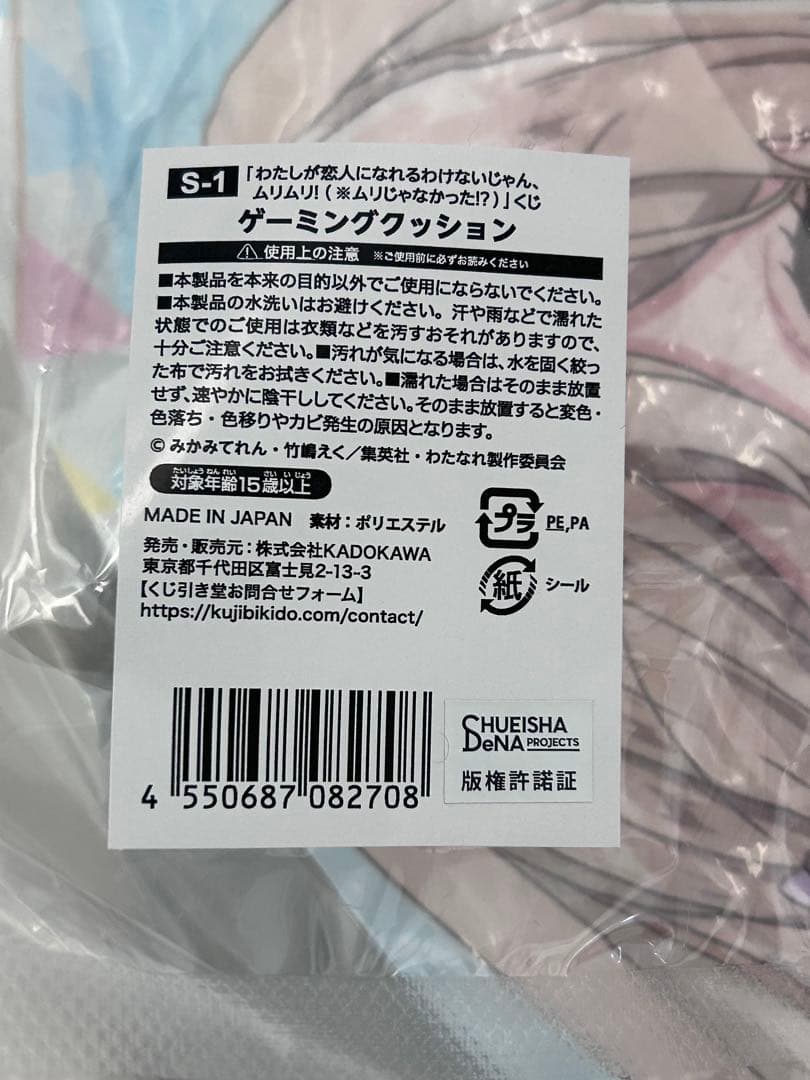 S-1 「わたしが恋人になれるわけないじゃん、
ムリムリ!(※ムリじゃなかった!?)」くじ
ゲーミングクッション
使用上の注意 ※ご使用前に必ずお読みください
■本製品を本来の目的以外でご使用にならないでください。
■本製品の水洗いはお避けください。汗や雨などで濡れた
状態でのご使用は衣類などを汚すおそれがありますので、
十分ご注意ください。■汚れが気になる場合は、水を固く絞っ
た布で汚れをお拭きください。■濡れた場合はそのまま放置
せず、速やかに陰干ししてください。そのまま放置すると変色・
色落ち・色移りやカビ発生の原因となります。
© みかみてれん・竹嶋えく/集英社・わたなれ製作委員会
たいしょうねんれい さいいじょう
対象年齢15歳以上
MADE IN JAPAN 素材:ポリエステル
プラ PE,PA
発売・販売元:株式会社KADOKAWA
東京都千代田区富士見2-13-3
紙 シール
【くじ引き堂お問合せフォーム】
https://kujibikido.com/contact/
SHUEISHA
DeNA PROJECTS
版権許諾証
4 550687 082708